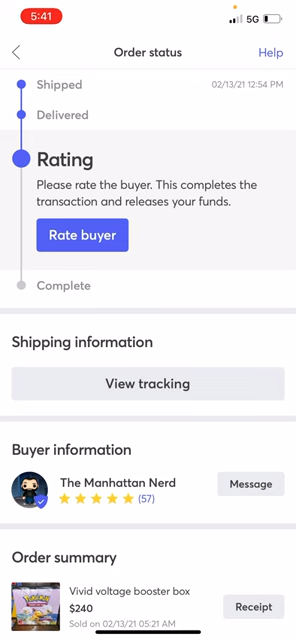 5:41
5G
Order status
Help
Shipped
02/13/21 12:54 PM
Delivered
Rating
Please rate the buyer. This completes the
transaction and releases your funds.
Rate buyer
Complete
Shipping information
View tracking
Buyer information
The Manhattan Nerd
(57)
Message
Order summary
Vivid voltage booster box
$240
Sold on 02/13/21 05:21 AM
Receipt